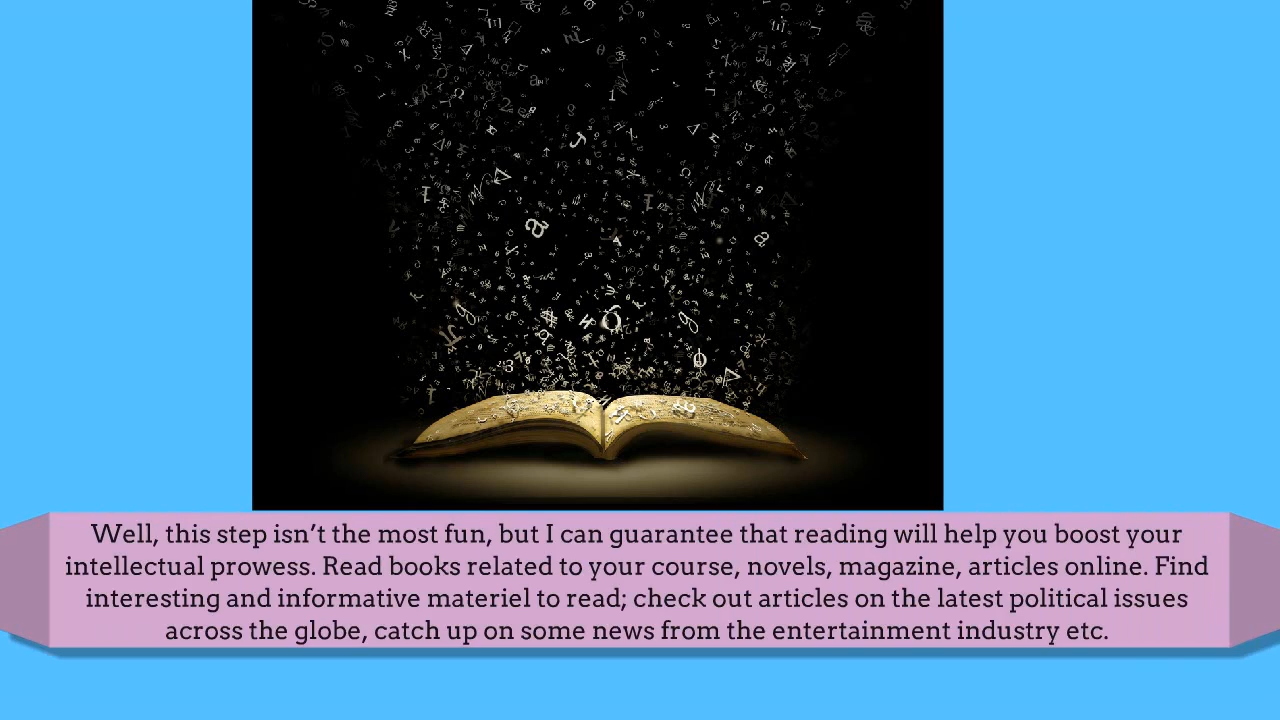 Well, this step isn’t the most fun, but I can guarantee that reading will help you boost your
intellectual prowess. Read books related to your course, novels, magazine, articles online. Find
interesting and informative materiel to read; check out articles on the latest political issues
across the globe, catch up on some news from the entertainment industry etc.